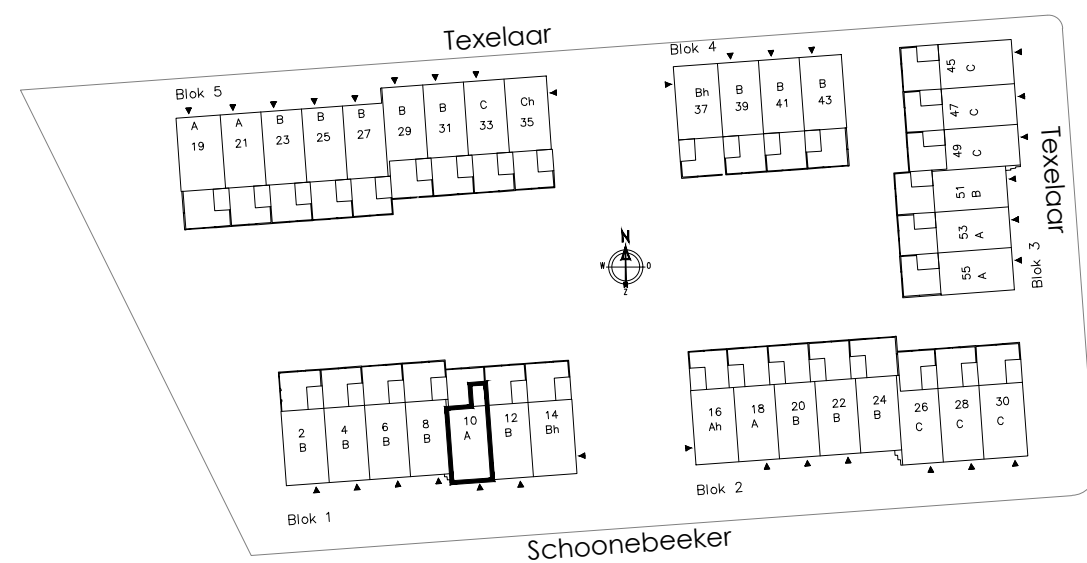 Texelaar
Blok 5
A
19
A
21
B
23
B
25
B
27
B
29
B
31
C
33
Ch
35
Blok 4
Bh
37
B
39
B
41
B
43
45
C
47
C
49
C
51
B
53
A
55
A
Texelaar
Blok 3
N
W
O
Z
2
B
4
B
6
B
8
B
10
A
12
B
14
Bh
Blok 1
16
Ah
18
A
20
B
22
B
24
B
26
C
28
C
30
C
Blok 2
Schoonebeeker